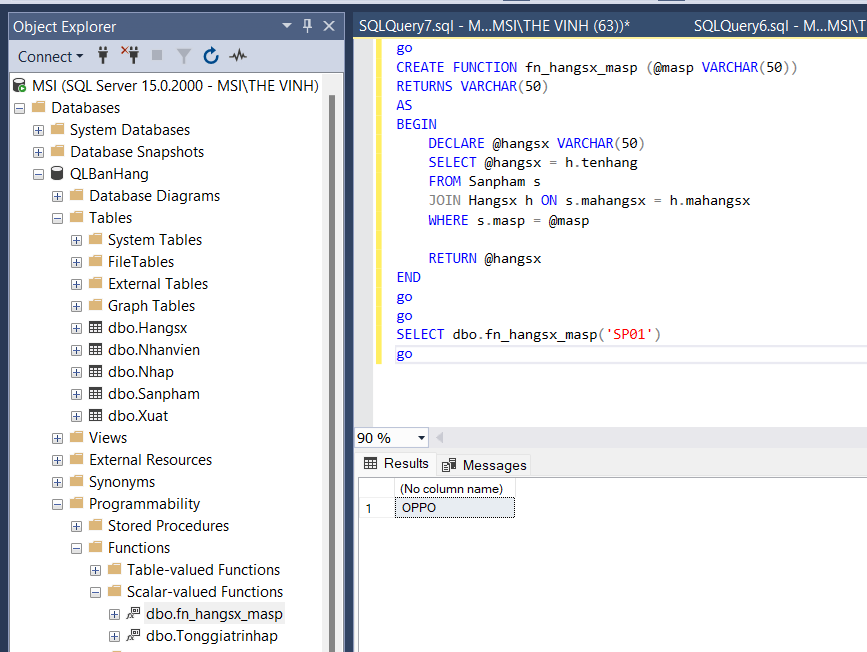 Object Explorer
Connect
MSI (SQL Server 15.0.2000 - MSI\THE VINH)
Databases
System Databases
Database Snapshots
QLBanHang
Database Diagrams
Tables
System Tables
FileTables
External Tables
Graph Tables
dbo.Hangsx
dbo.Nhanvien
dbo.Nhap
dbo.Sanpham
dbo.Xuat
Views
External Resources
Synonyms
Programmability
Stored Procedures
Functions
Table-valued Functions
Scalar-valued Functions
dbo.fn_hangsx_masp
dbo.Tonggiatrinhap
SQLQuery7.sql - M...MSI\THE VINH (63))* SQLQuery6.sql - M...MSI\T
go
CREATE FUNCTION fn_hangsx_masp (@masp VARCHAR(50))
RETURNS VARCHAR(50)
AS
BEGIN
DECLARE @hangsx VARCHAR(50)
SELECT @hangsx = h.tenhang
FROM Sanpham s
JOIN Hangsx h ON s.mahangsx = h.mahangsx
WHERE s.masp = @masp
RETURN @hangsx
END
go
go
SELECT dbo.fn_hangsx_masp('SP01')
go
90 %
Results Messages
(No column name)
1 OPPO